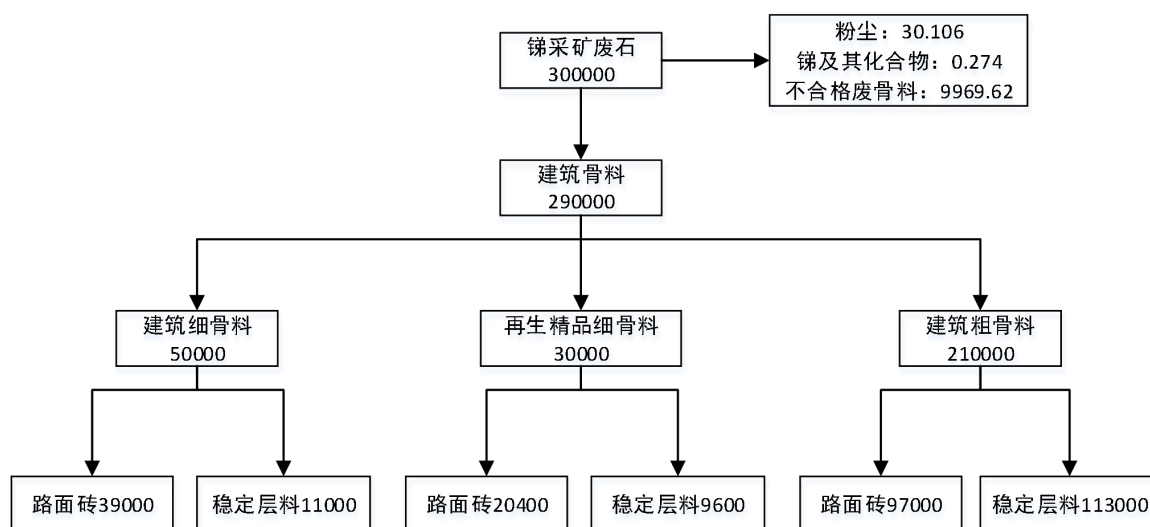 锑采矿废石
300000
粉尘：30.106
锑及其化合物：0.274
不合格废骨料：9969.62
建筑骨料
290000
建筑细骨料
50000
再生精品细骨料
30000
建筑粗骨料
210000
路面砖39000
稳定层料11000
路面砖20400
稳定层料9600
路面砖97000
稳定层料113000